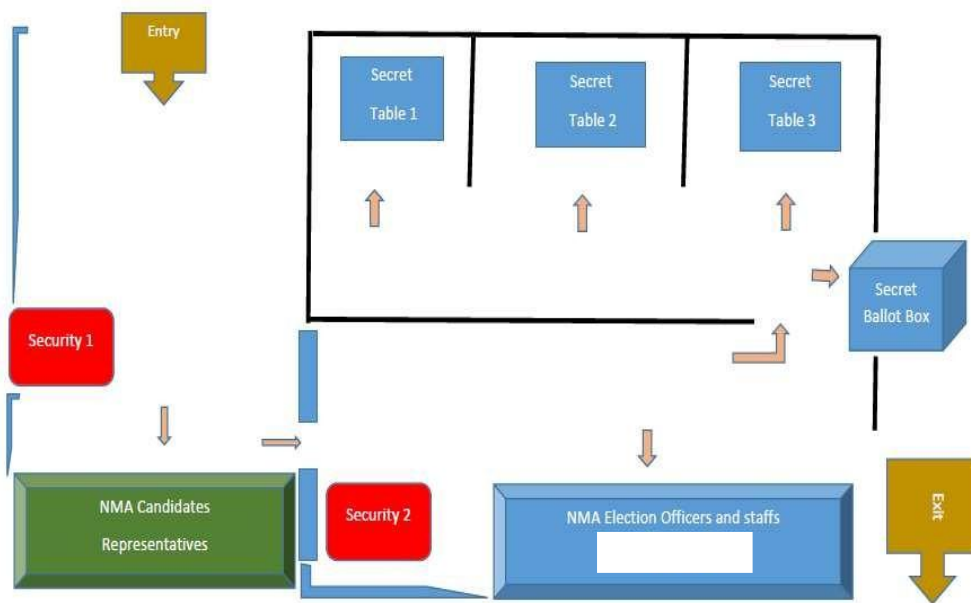 Entry
Secret
Table 1
Secret
Table 2
Secret
Table 3
Secret
Ballot Box
Security 1
NMA Candidates
Representatives
Security 2
NMA Election Officers and staffs
Exit